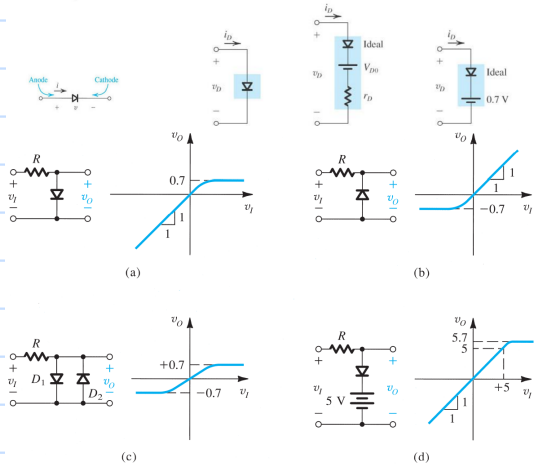 Anode i Cathode
+ v −
i_D
+
v_D
−
i_D
+
Ideal
v_D
V_D0
r_D
−
i_D
+
Ideal
v_D
0.7 V
−
R
+ +
v_I v_O
− −
v_O
0.7
1
1
v_I
(a)
R
+ +
v_I v_O
− −
v_O
1
1
−0.7
v_I
(b)
R
+ +
v_I D_1 v_O
− D_2 −
v_O
+0.7
−0.7
v_I
(c)
R
+ +
v_I v_O
5 V
− −
v_O
5.7
5
+5 v_I
1
1
(d)